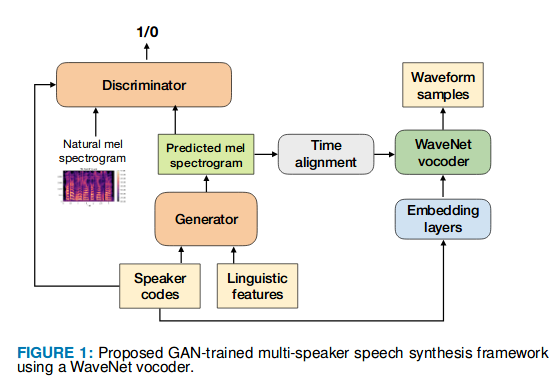 1/0
Discriminator
Waveform
samples
Natural mel
spectrogram
Predicted mel
spectrogram
Time
alignment
WaveNet
vocoder
Generator
Embedding
layers
Speaker
codes
Linguistic
features
FIGURE 1: Proposed GAN-trained multi-speaker speech synthesis framework
using a WaveNet vocoder.